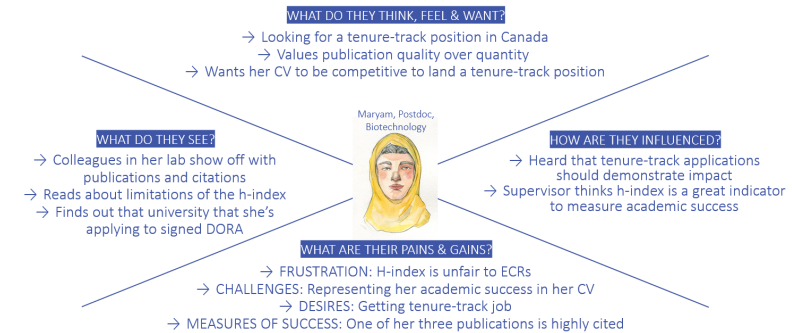 WHAT DO THEY THINK, FEEL & WANT?
→ Looking for a tenure-track position in Canada
→ Values publication quality over quantity
→ Wants her CV to be competitive to land a tenure-track position
Maryam, Postdoc,
Biotechnology
WHAT DO THEY SEE?
→ Colleagues in her lab show off with
publications and citations
→ Reads about limitations of the h-index
→ Finds out that university that she's
applying to signed DORA
HOW ARE THEY INFLUENCED?
→ Heard that tenure-track applications
should demonstrate impact
→ Supervisor thinks h-index is a great indicator
to measure academic success
WHAT ARE THEIR PAINS & GAINS?
→ FRUSTRATION: H-index is unfair to ECRs
→ CHALLENGES: Representing her academic success in her CV
→ DESIRES: Getting tenure-track job
→ MEASURES OF SUCCESS: One of her three publications is highly cited